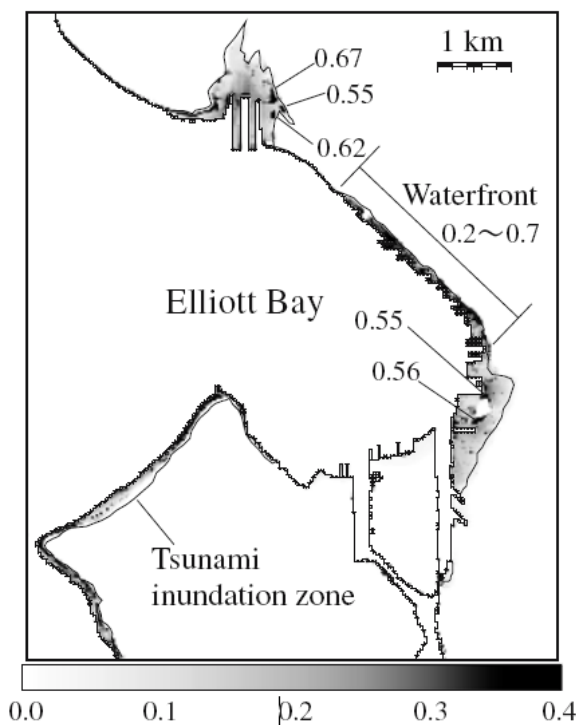 1 km
0.67
0.55
0.62
Waterfront
0.2～0.7
Elliott Bay
0.55
0.56
Tsunami
inundation zone
0.0 0.1 0.2 0.3 0.4